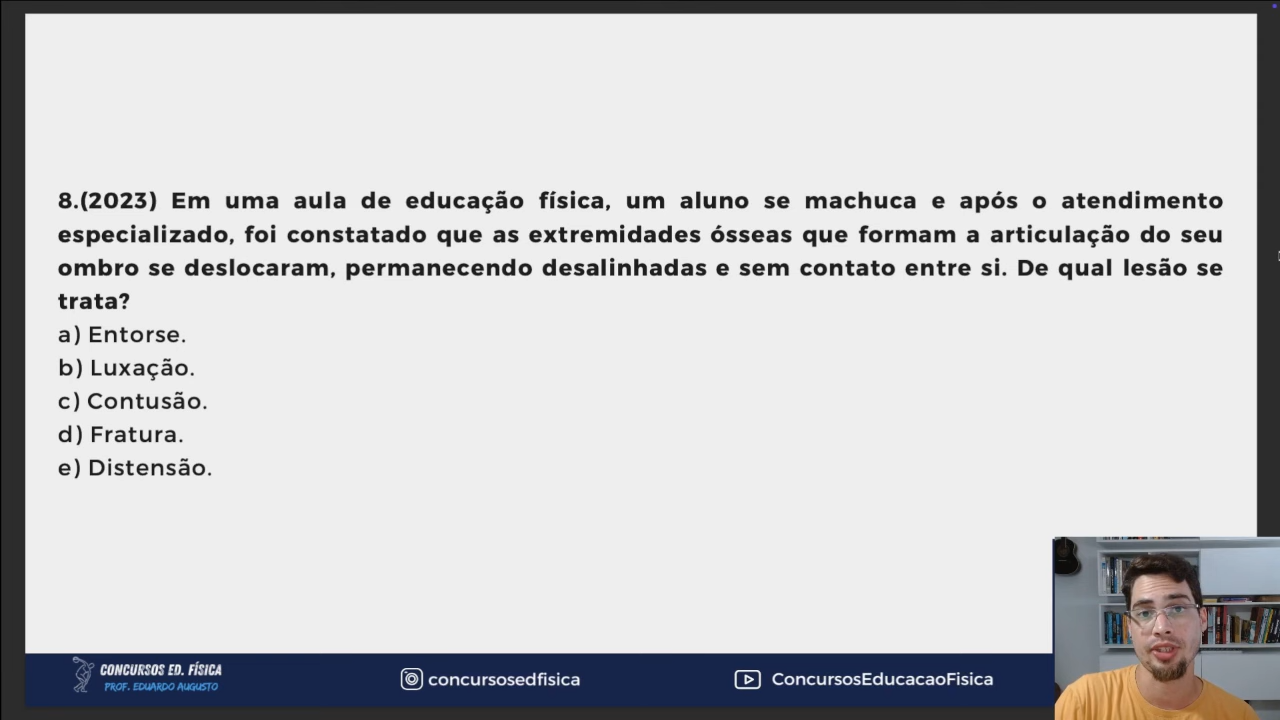 8.(2023) Em uma aula de educação física, um aluno se machuca e após o atendimento
especializado, foi constatado que as extremidades ósseas que formam a articulação do seu
ombro se deslocaram, permanecendo desalinhadas e sem contato entre si. De qual lesão se
trata?
a) Entorse.
b) Luxação.
c) Contusão.
d) Fratura.
e) Distensão.
CONCURSOS ED. FÍSICA
PROF. EDUARDO AUGUSTO
concursosedfisica
ConcursosEducacaoFisica